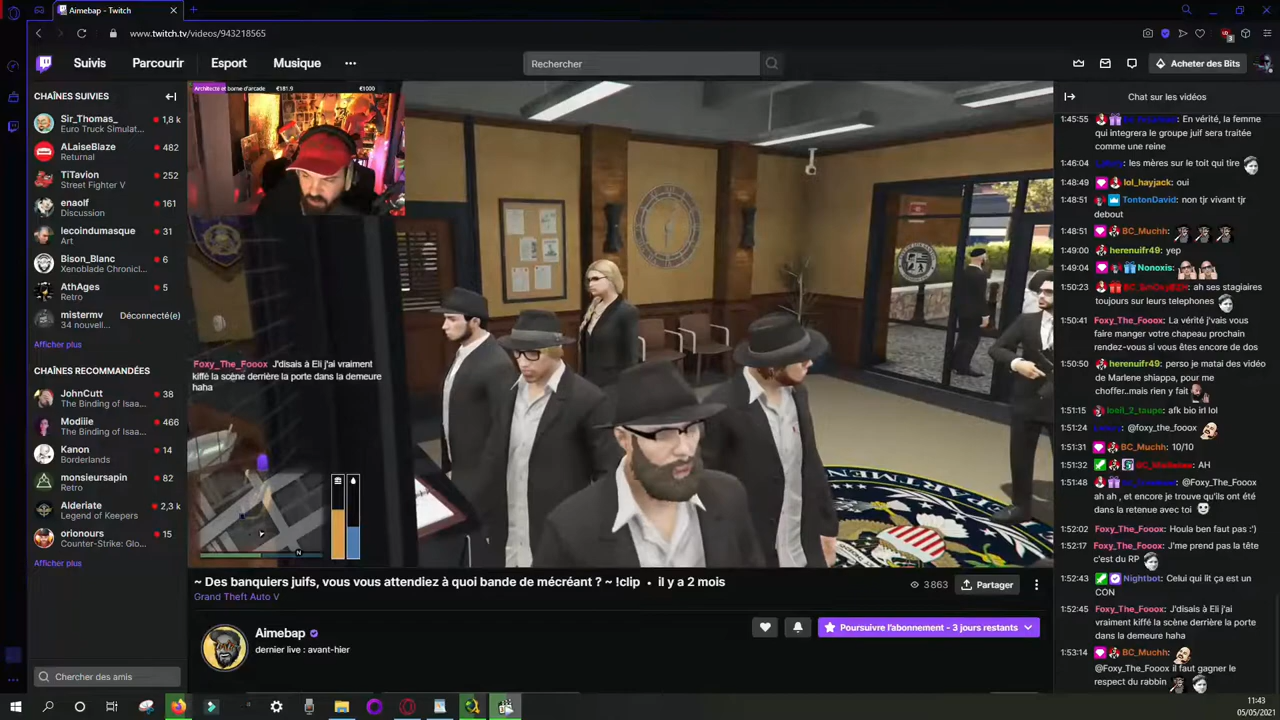 Aimebap - Twitch
www.twitch.tv/videos/943218565
Suivis
Parcourir
Esport
Musique
Rechercher
Acheter des Bits
CHAÎNES SUIVIES
Sir_Thomas_
1,8 k
Euro Truck Simulat...
ALaiseBlaze
482
Returnal
TiTavion
252
Street Fighter V
enaolf
161
Discussion
lecoindumasque
31
Art
Bison_Blanc
6
Xenoblade Chronicl...
AthAges
5
Retro
mistermv
Déconnecté(e)
34 nouvell...
Afficher plus
CHAÎNES RECOMMANDÉES
JohnCutt
38
The Binding of Isaa...
Modiiie
466
The Binding of Isaa...
Kanon
14
Borderlands
monsieursapin
82
Retro
Alderiate
2,3 k
Legend of Keepers
orionours
15
Counter-Strike: Glo...
Afficher plus
Chercher des amis
Architecte et borne d'arcade
€181.9
€1000
Foxy_The_Fooox J'disais à Eli j'ai vraiment
kiffé la scène derrière la porte dans la demeure
haha
N
~ Des banquiers juifs, vous vous attendiez à quoi bande de mécréant ? ~ !clip • il y a 2 mois
Grand Theft Auto V
3 863
Partager
Aimebap
dernier live : avant-hier
Poursuivre l'abonnement - 3 jours restants
Chat sur les vidéos
1:45:55 : En vérité, la femme
qui integrera le groupe juif sera traitée
comme une reine
1:46:04 : les mères sur le toit qui tire
1:48:49 lol_hayjack: oui
1:48:51 TontonDavid: non tjr vivant tjr
debout
1:48:51 BC_Muchh:
1:49:00 herenuifr49: yep
1:49:04 Nonoxis:
1:50:23 : ah ses stagiaires
toujours sur leurs telephones
1:50:41 Foxy_The_Fooox: La vérité j'vais vous
faire manger votre chapeau prochain
rendez-vous si vous êtes encore de dos
1:50:50 herenuifr49: perso je matai des vidéo
de Marlene shiappa, pour me
choffer..mais rien y fait
1:51:15 : afk bio irl lol
1:51:24 : @foxy_the_foox
1:51:31 BC_Muchh: 10/10
1:51:32 : AH
1:51:48 : @Foxy_The_Fooox
ah ah , et encore je trouve qu'ils ont été
dans la retenue avec toi
1:52:02 Foxy_The_Fooox: Houla ben faut pas :')
1:52:17 Foxy_The_Fooox: J'me prend pas la tête
c'est du RP
1:52:43 Nightbot: Celui qui lit ça est un
CON
1:52:45 Foxy_The_Fooox: J'disais à Eli j'ai
vraiment kiffé la scène derrière la porte
dans la demeure haha
1:53:14 BC_Muchh:
@Foxy_The_Fooox il faut gagner le
respect du rabbin
11:43
05/05/2021